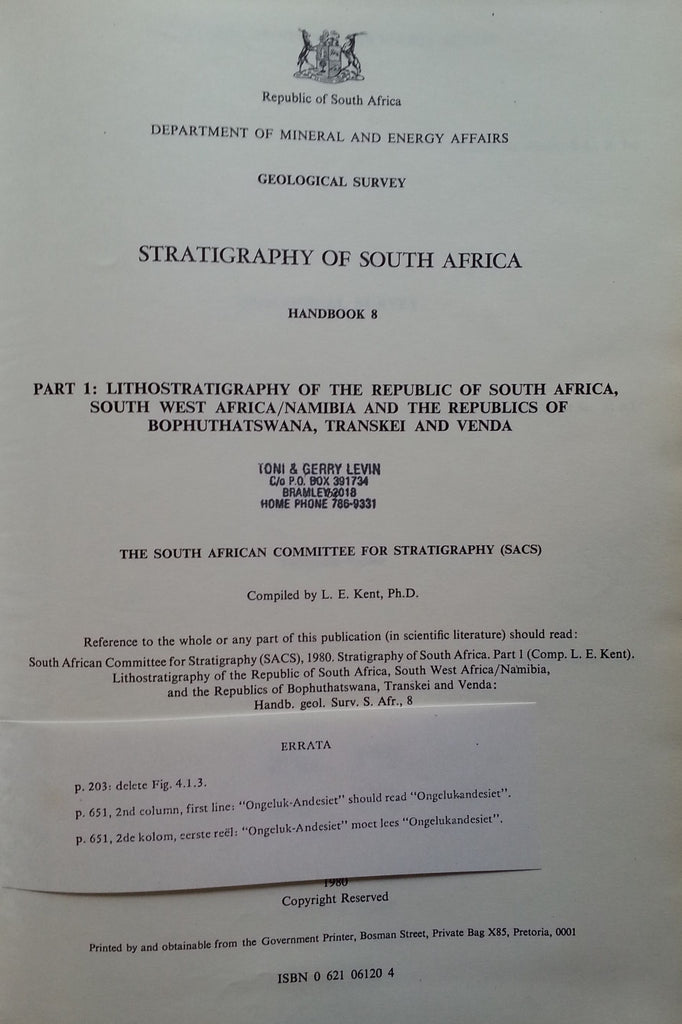 Republic of South Africa
DEPARTMENT OF MINERAL AND ENERGY AFFAIRS
GEOLOGICAL SURVEY
STRATIGRAPHY OF SOUTH AFRICA
HANDBOOK 8
PART 1: LITHOSTRATIGRAPHY OF THE REPUBLIC OF SOUTH AFRICA,
SOUTH WEST AFRICA/NAMIBIA AND THE REPUBLICS OF
BOPHUTHATSWANA, TRANSKEI AND VENDA
TONI & GERRY LEVIN
C/o P.O. BOX 391734
BRAMLEY 2018
HOME PHONE 786-9331
THE SOUTH AFRICAN COMMITTEE FOR STRATIGRAPHY (SACS)
Compiled by L. E. Kent, Ph.D.
Reference to the whole or any part of this publication (in scientific literature) should read:
South African Committee for Stratigraphy (SACS), 1980. Stratigraphy of South Africa. Part 1 (Comp. L. E. Kent).
Lithostratigraphy of the Republic of South Africa, South West Africa/Namibia,
and the Republics of Bophuthatswana, Transkei and Venda:
Handb. geol. Surv. S. Afr., 8
ERRATA
p. 203: delete Fig. 4.1.3.
p. 651, 2nd column, first line: "Ongeluk-Andesiet" should read "Ongelukandesiet".
p. 651, 2de kolom, eerste reël: "Ongeluk-Andesiet" moet lees "Ongelukandesiet".
1980
Copyright Reserved
Printed by and obtainable from the Government Printer, Bosman Street, Private Bag X85, Pretoria, 0001
ISBN 0 621 06120 4